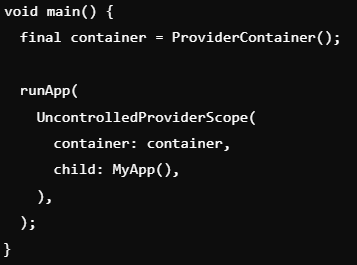 void main() {
  final container = ProviderContainer();

  runApp(
    UncontrolledProviderScope(
      container: container,
      child: MyApp(),
    ),
  );
}